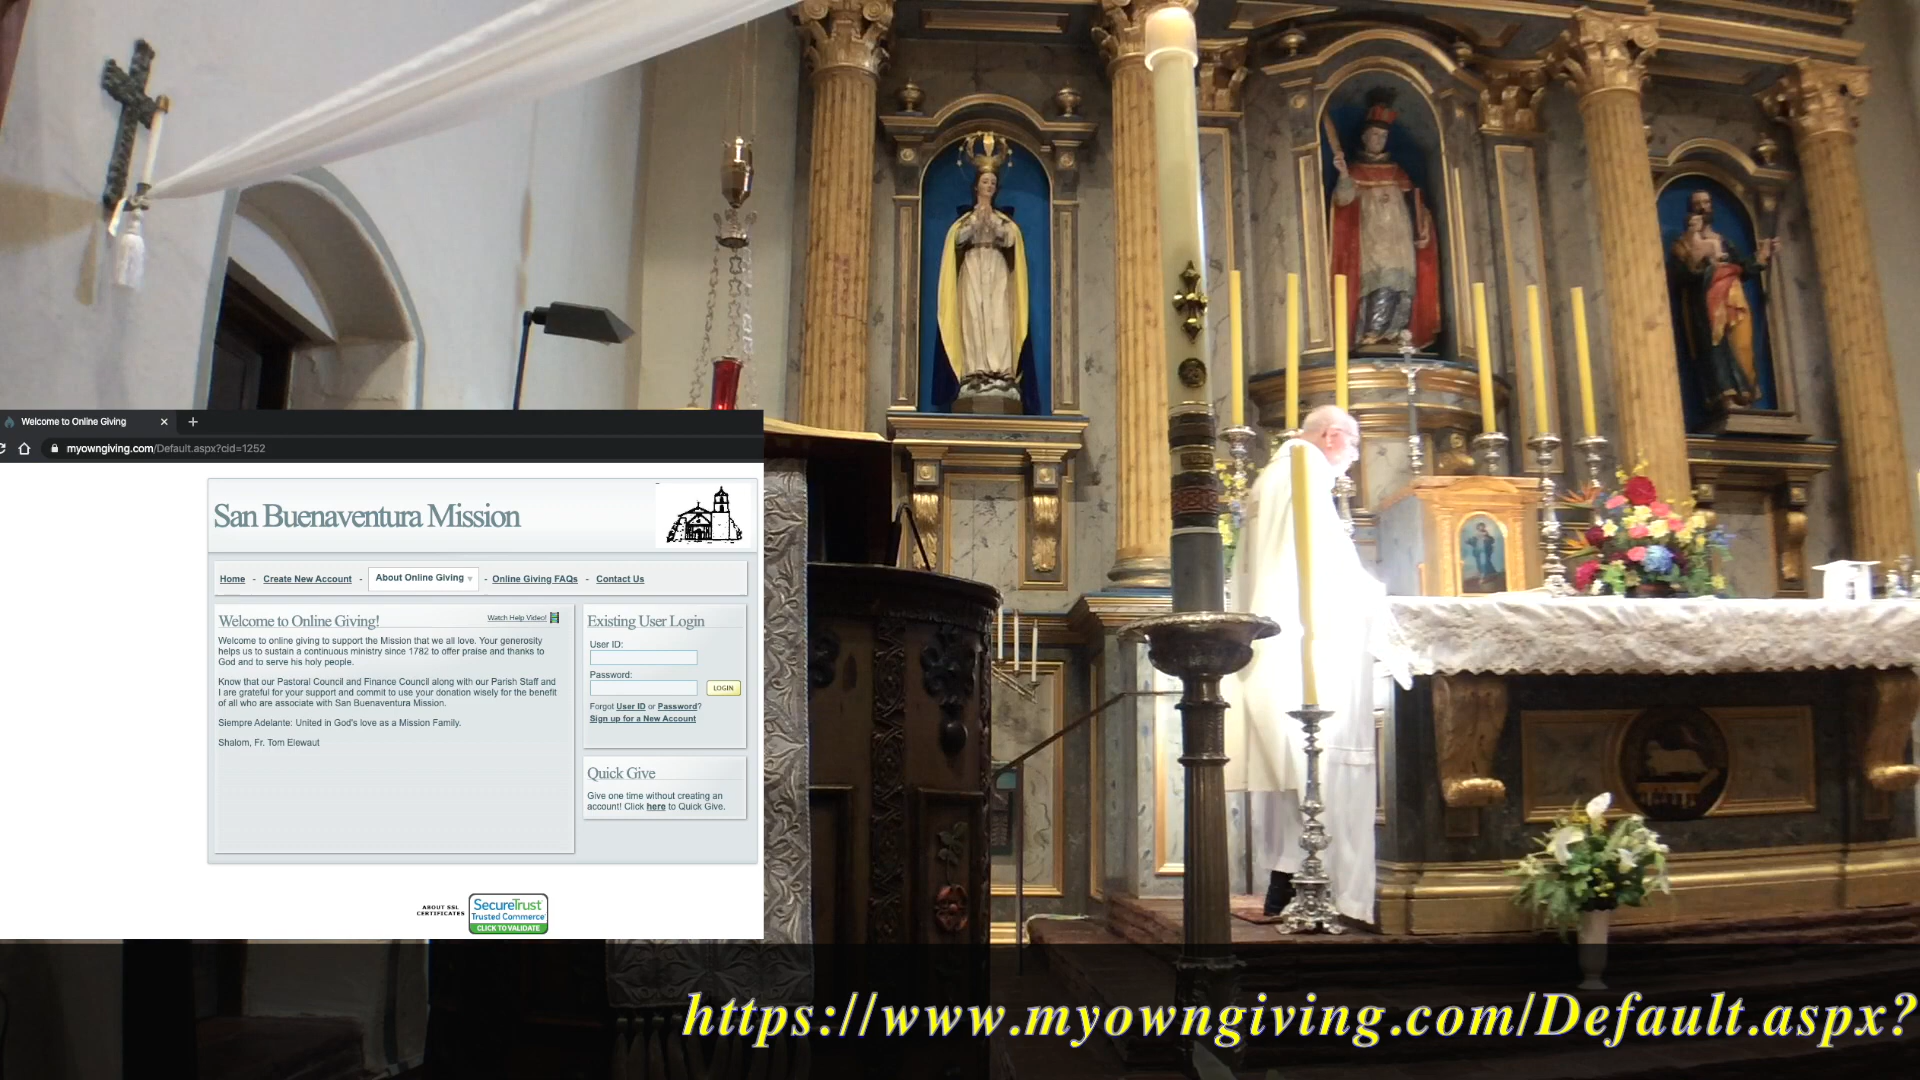 Welcome to Online Giving
myowngiving.com/Default.aspx?cid=1252
San Buenaventura Mission
Home - Create New Account - About Online Giving - Online Giving FAQs - Contact Us
Welcome to Online Giving!
Watch Help Video!
Welcome to online giving to support the Mission that we all love. Your generosity
helps us to sustain a continuous ministry since 1782 to offer praise and thanks to
God and to serve his holy people.
Know that our Pastoral Council and Finance Council along with our Parish Staff and
I are grateful for your support and commit to use your donation wisely for the benefit
of all who are associate with San Buenaventura Mission.
Siempre Adelante: United in God's love as a Mission Family.
Shalom, Fr. Tom Elewaut
Existing User Login
User ID:
Password:
LOGIN
Forgot User ID or Password?
Sign up for a New Account
Quick Give
Give one time without creating an
account! Click here to Quick Give.
ABOUT SSL
CERTIFICATES
SecureTrust
Trusted Commerce
CLICK TO VALIDATE
https://www.myowngiving.com/Default.aspx?